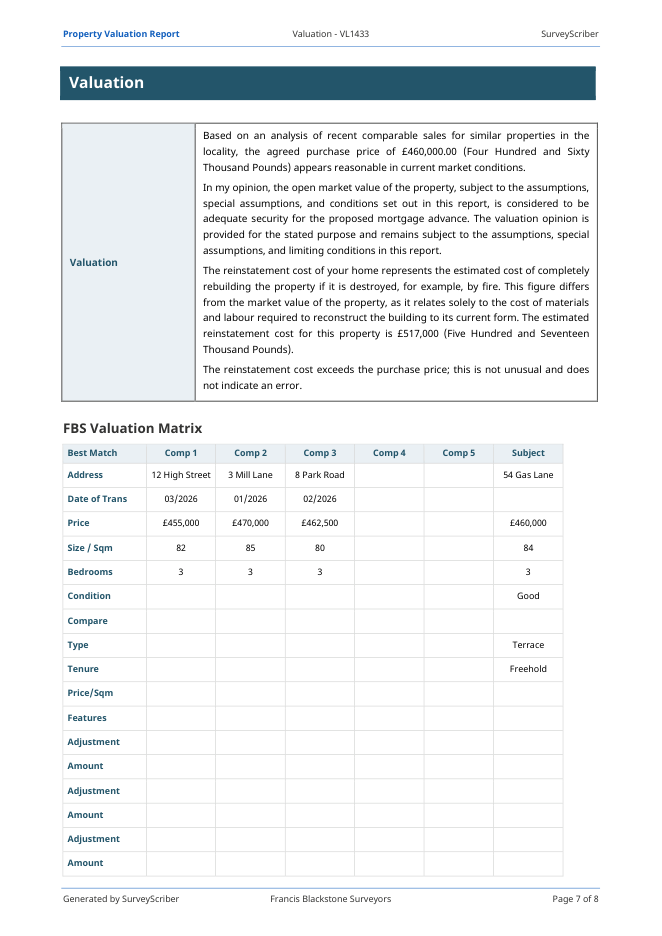 Property Valuation Report Valuation - VL1433 SurveyScriber
Valuation
Based on an analysis of recent comparable sales for similar properties in the
locality, the agreed purchase price of £460,000.00 (Four Hundred and Sixty
Thousand Pounds) appears reasonable in current market conditions.
In my opinion, the open market value of the property, subject to the assumptions,
special assumptions, and conditions set out in this report, is considered to be
adequate security for the proposed mortgage advance. The valuation opinion is
provided for the stated purpose and remains subject to the assumptions, special
assumptions, and limiting conditions in this report.
Valuation
The reinstatement cost of your home represents the estimated cost of completely
rebuilding the property if it is destroyed, for example, by fire. This figure differs
from the market value of the property, as it relates solely to the cost of materials
and labour required to reconstruct the building to its current form. The estimated
reinstatement cost for this property is £517,000 (Five Hundred and Seventeen
Thousand Pounds).
The reinstatement cost exceeds the purchase price; this is not unusual and does
not indicate an error.
FBS Valuation Matrix
Best Match Comp 1 Comp 2 Comp 3 Comp 4 Comp 5 Subject
Address 12 High Street 3 Mill Lane 8 Park Road 54 Gas Lane
Date of Trans 03/2026 01/2026 02/2026
Price £455,000 £470,000 £462,500 £460,000
Size / Sqm 82 85 80 84
Bedrooms 3 3 3 3
Condition Good
Compare
Type Terrace
Tenure Freehold
Price/Sqm
Features
Adjustment
Amount
Adjustment
Amount
Adjustment
Amount
Generated by SurveyScriber Francis Blackstone Surveyors Page 7 of 8